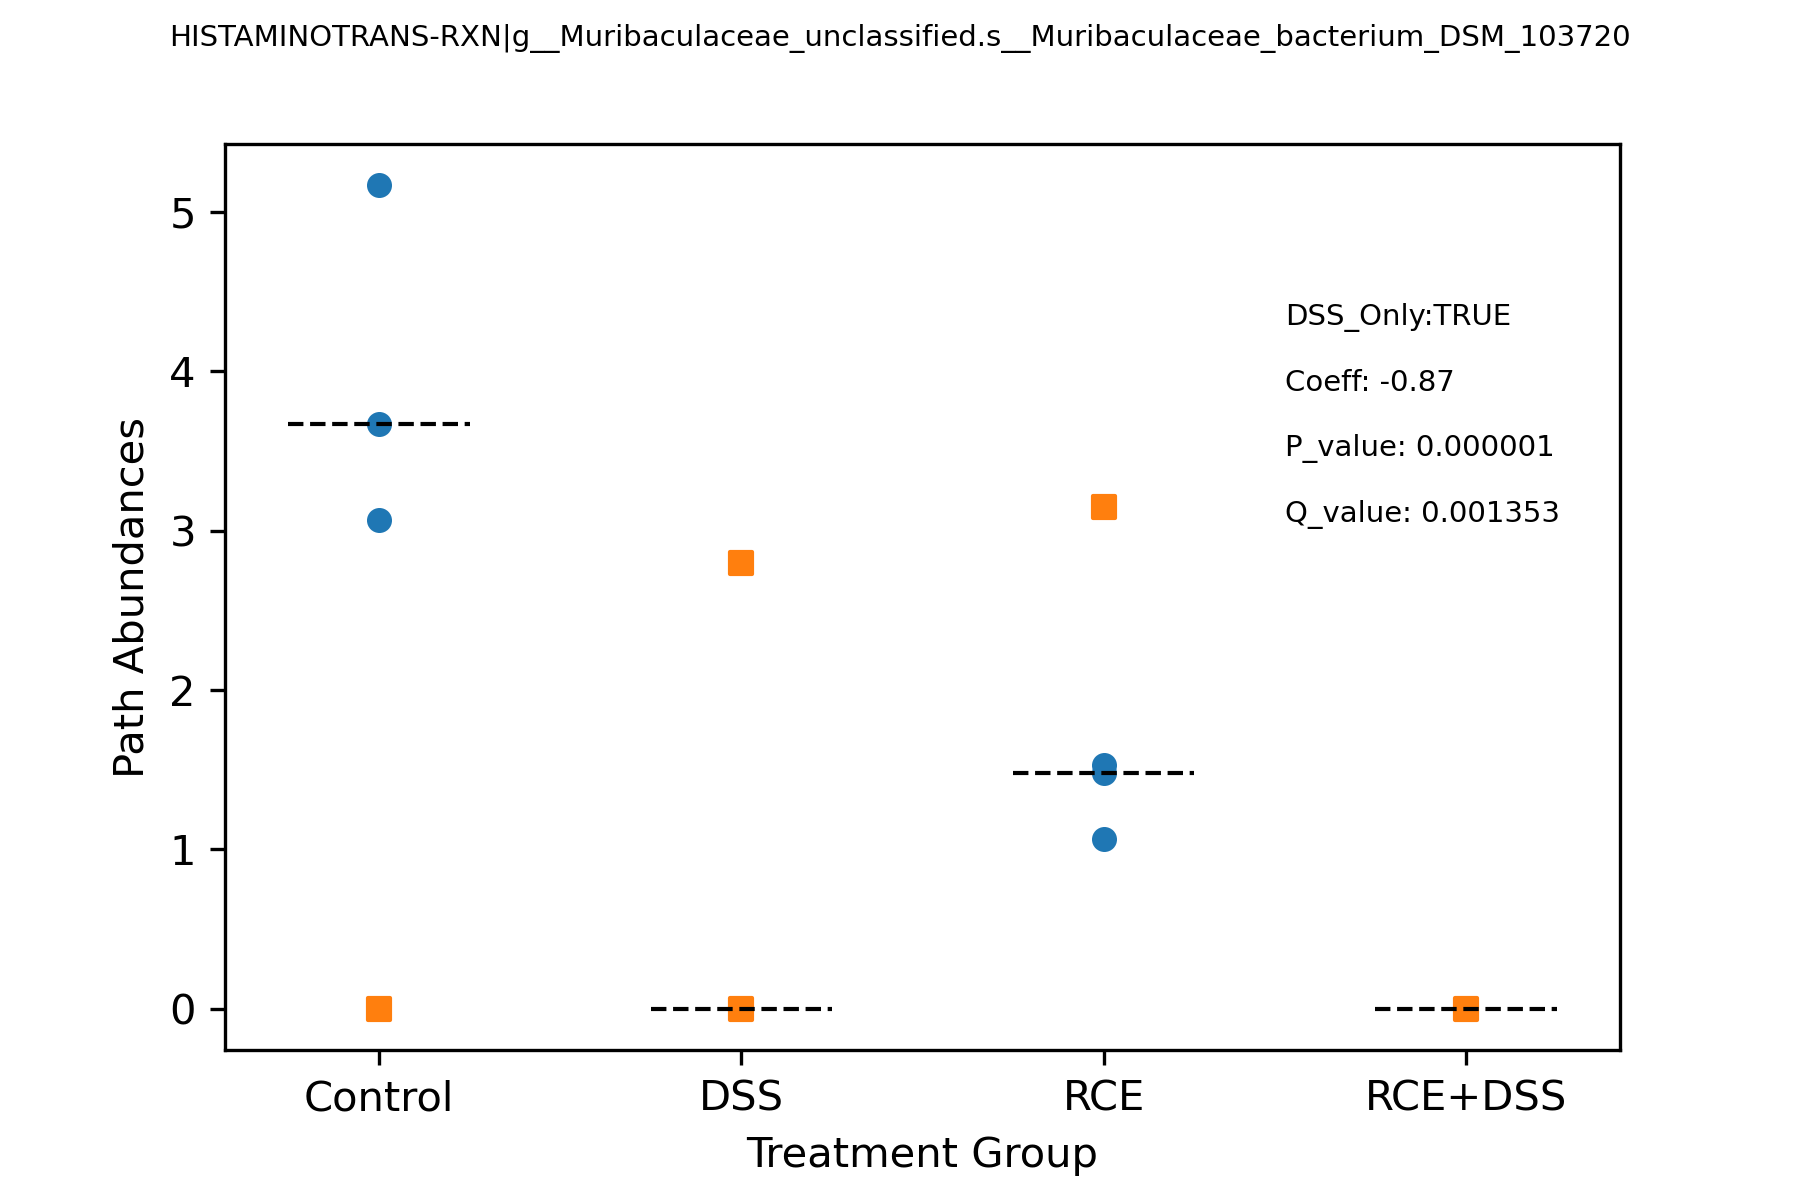 HISTAMINOTRANS-RXN|g__Muribaculaceae_unclassified.s__Muribaculaceae_bacterium_DSM_103720
5
4
3
2
1
0
Path Abundances
DSS_Only:TRUE
Coeff: -0.87
P_value: 0.000001
Q_value: 0.001353
Control
DSS
RCE
RCE+DSS
Treatment Group